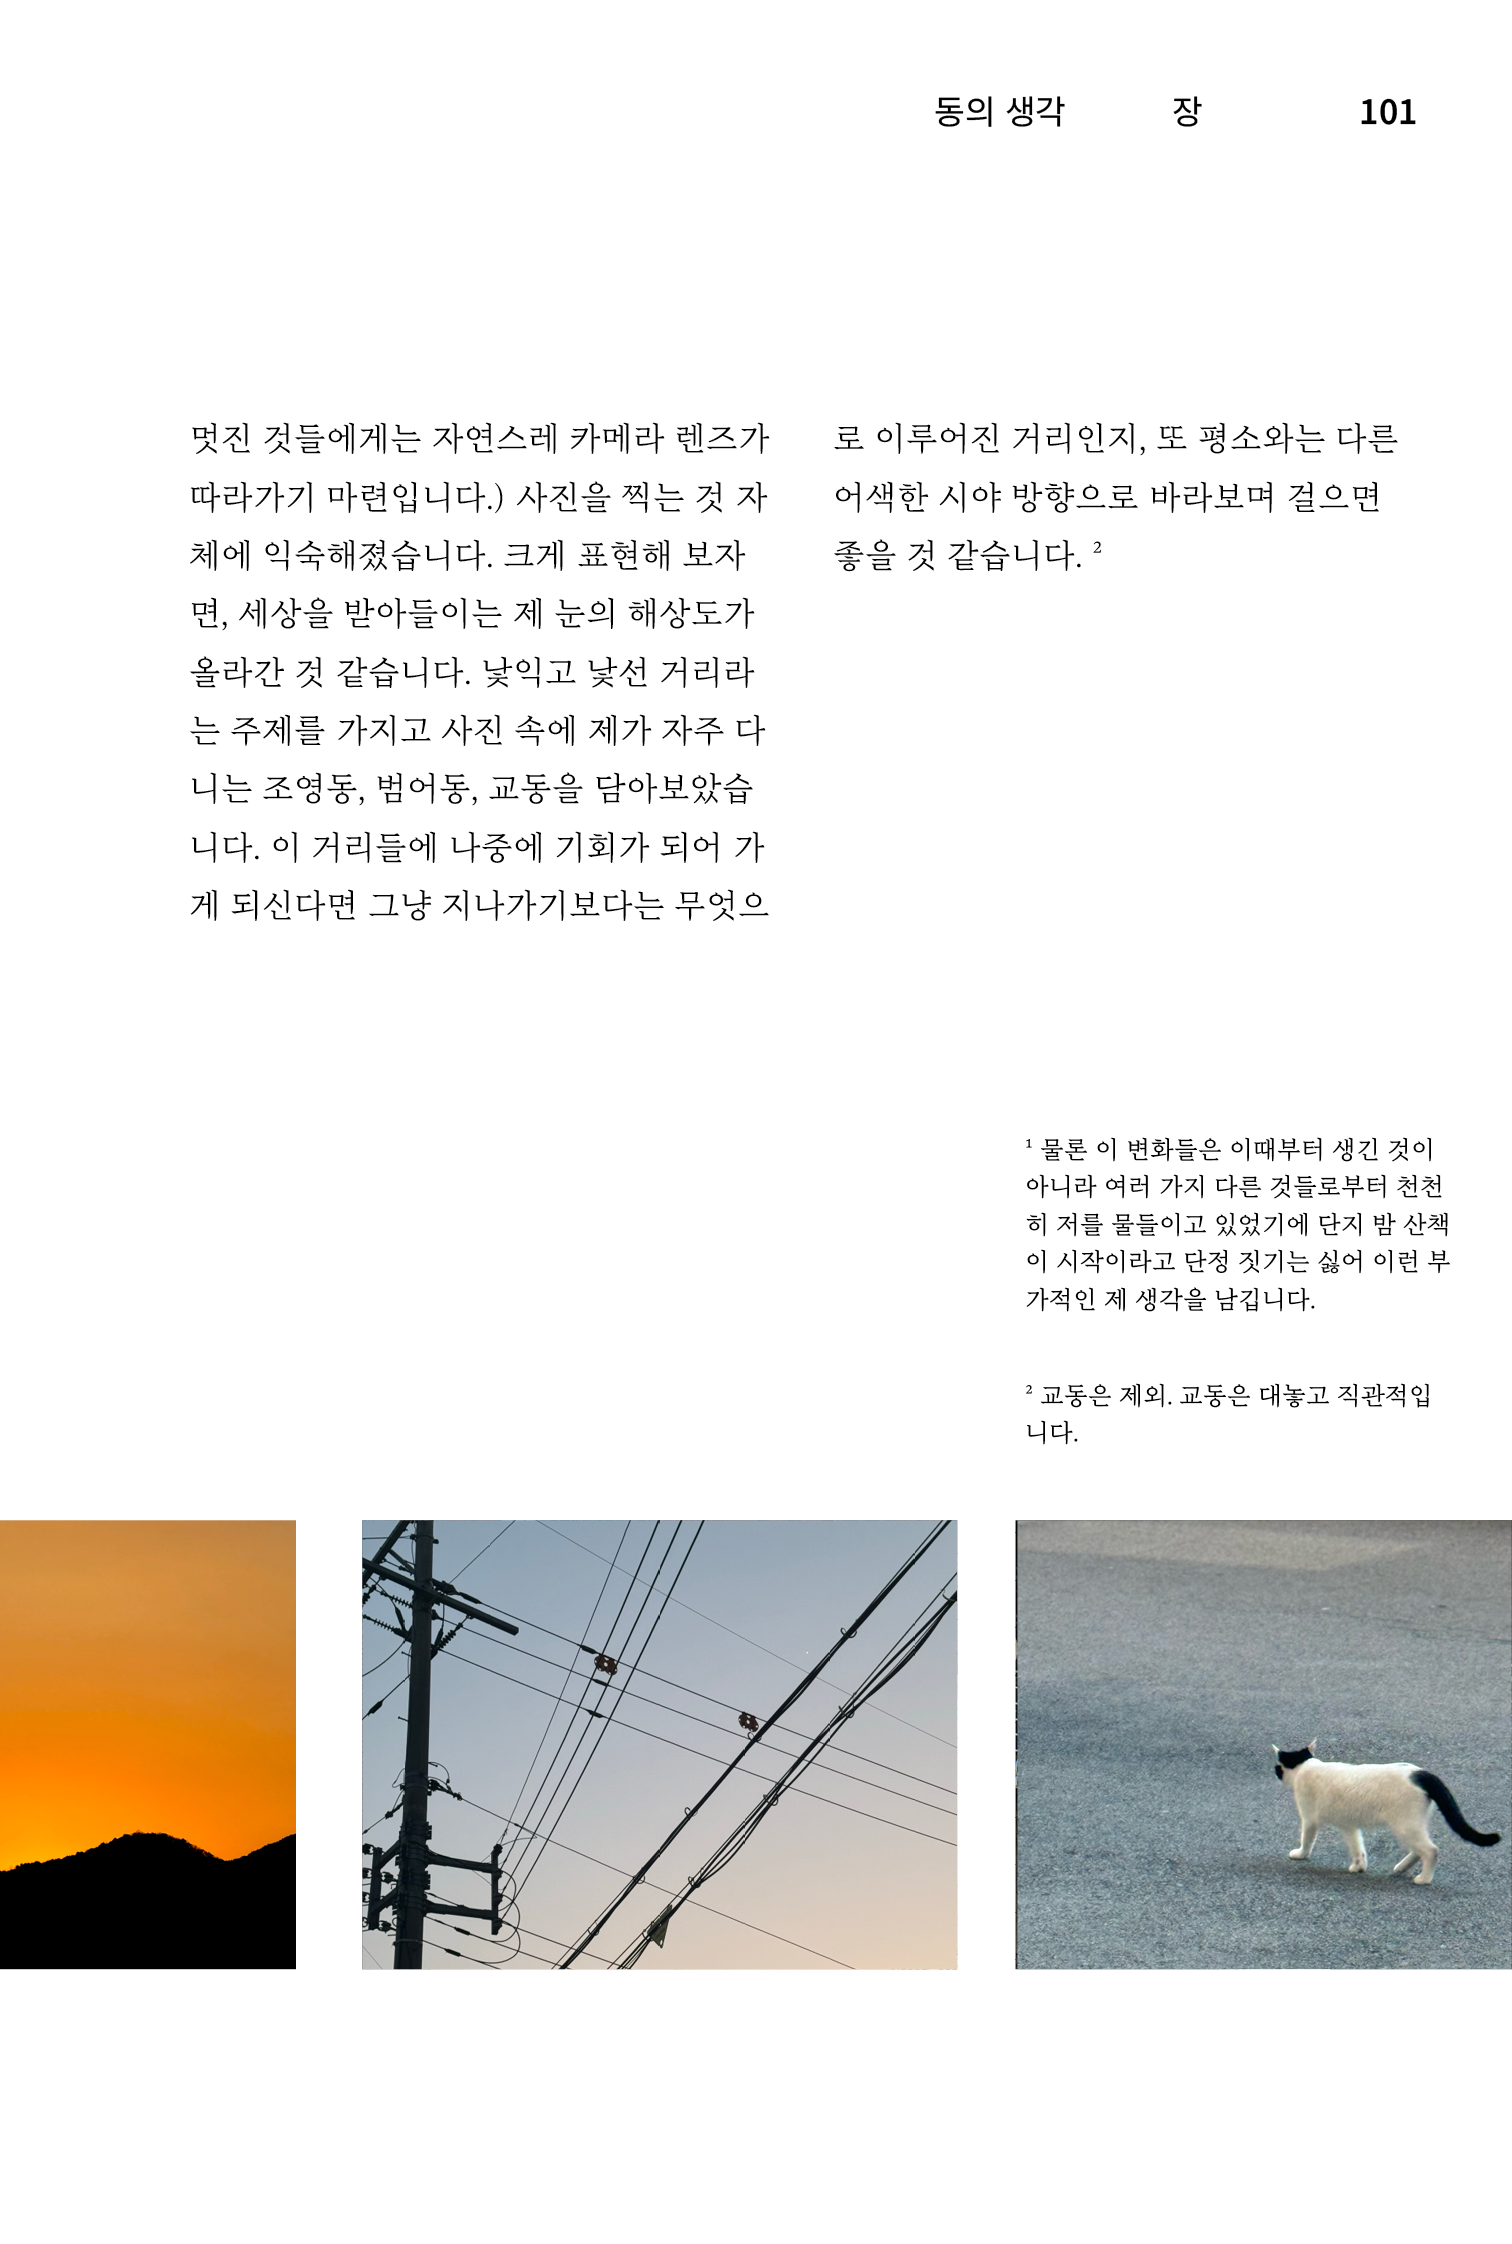 동의 생각 장 101
멋진 것들에게는 자연스레 카메라 렌즈가
따라가기 마련입니다.) 사진을 찍는 것 자
체에 익숙해졌습니다. 크게 표현해 보자
면, 세상을 받아들이는 제 눈의 해상도가
올라간 것 같습니다. 낯익고 낯선 거리라
는 주제를 가지고 사진 속에 제가 자주 다
니는 조영동, 범어동, 교동을 담아보았습
니다. 이 거리들에 나중에 기회가 되어 가
게 되신다면 그냥 지나가기보다는 무엇으
로 이루어진 거리인지, 또 평소와는 다른
어색한 시야 방향으로 바라보며 걸으면
좋을 것 같습니다. ²
¹ 물론 이 변화들은 이때부터 생긴 것이
아니라 여러 가지 다른 것들로부터 천천
히 저를 물들이고 있었기에 단지 밤 산책
이 시작이라고 단정 짓기는 싫어 이런 부
가적인 제 생각을 남깁니다.
² 교동은 제외. 교동은 대놓고 직관적입
니다.